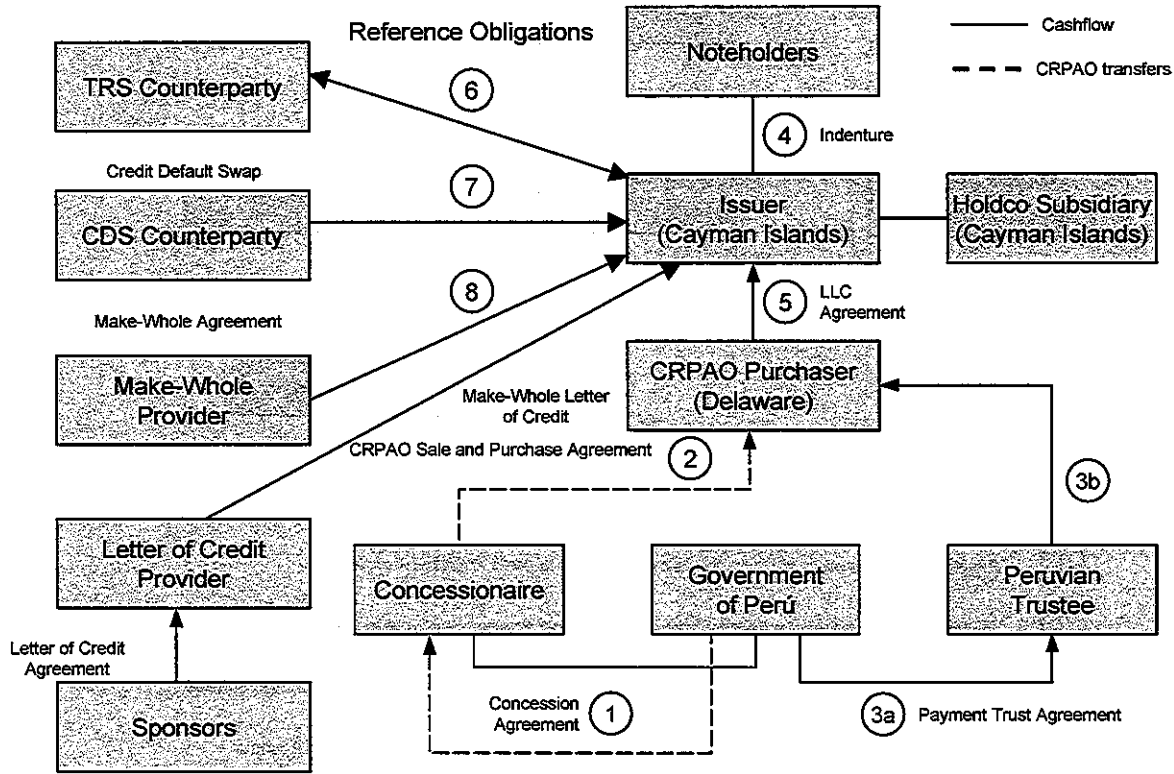 Reference Obligations
Noteholders
Cashflow
CRPAO transfers
TRS Counterparty
6
4
Indenture
Credit Default Swap
7
CDS Counterparty
Issuer
(Cayman Islands)
Holdco Subsidiary
(Cayman Islands)
8
5
LLC
Agreement
Make-Whole Agreement
Make-Whole
Provider
CRPAO Purchaser
(Delaware)
Make-Whole Letter
of Credit
CRPAO Sale and Purchase Agreement
2
3b
Letter of Credit
Provider
Concessionaire
Government
of Perú
Peruvian
Trustee
Letter of Credit
Agreement
Sponsors
Concession
Agreement
1
3a
Payment Trust Agreement